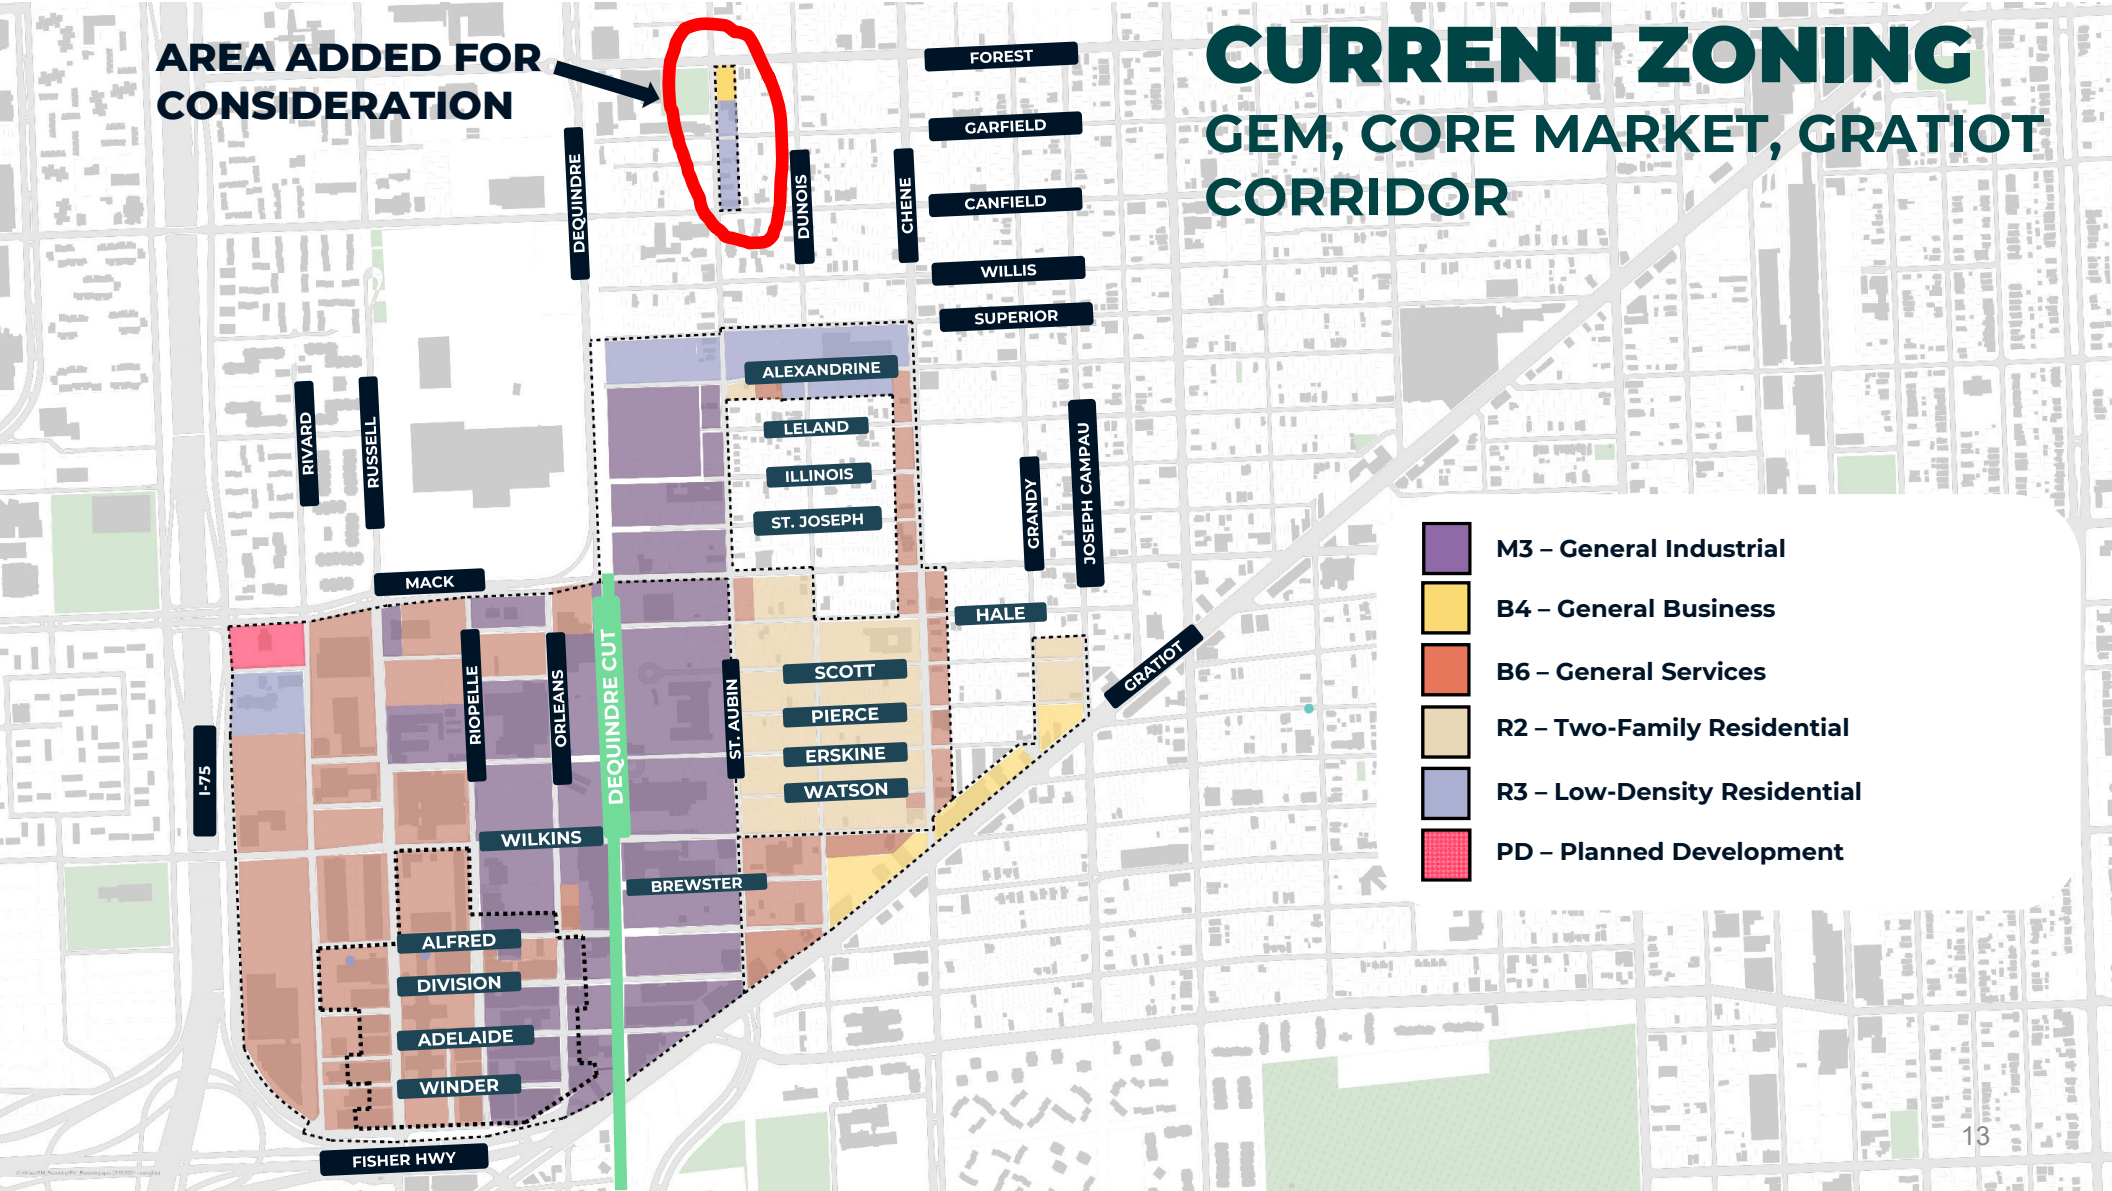 AREA ADDED FOR
CONSIDERATION
CURRENT ZONING
GEM, CORE MARKET, GRATIOT
CORRIDOR
FOREST
GARFIELD
CANFIELD
WILLIS
SUPERIOR
DEQUINDRE
DUNOIS
CHENE
ALEXANDRINE
LELAND
ILLINOIS
ST. JOSEPH
RIVARD
RUSSELL
GRANDY
JOSEPH CAMPAU
MACK
HALE
GRATIOT
RIOPELLE
ORLEANS
DEQUINDRE CUT
ST. AUBIN
SCOTT
PIERCE
ERSKINE
WATSON
I-75
WILKINS
BREWSTER
ALFRED
DIVISION
ADELAIDE
WINDER
FISHER HWY
M3 – General Industrial
B4 – General Business
B6 – General Services
R2 – Two-Family Residential
R3 – Low-Density Residential
PD – Planned Development
13